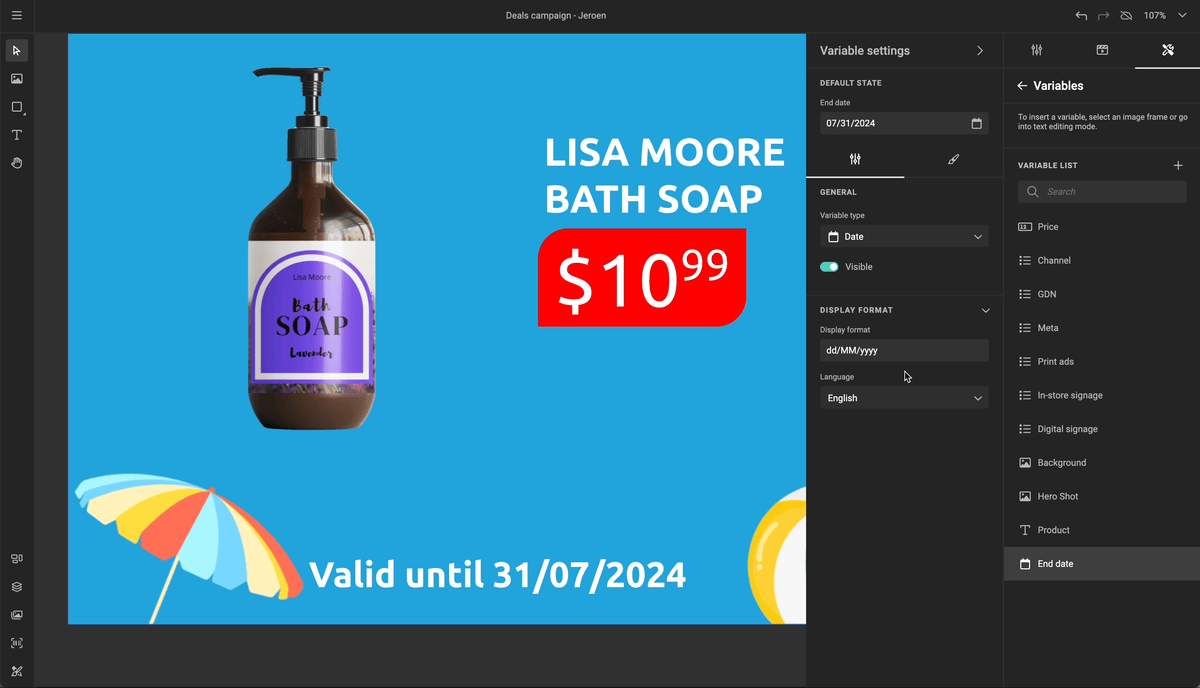 Deals campaign - Jeroen
107%
LISA MOORE
BATH SOAP
$1099
Lisa Moore
Bath
SOAP
Lavender
Valid until 31/07/2024
Variable settings
DEFAULT STATE
End date
07/31/2024
GENERAL
Variable type
Date
Visible
DISPLAY FORMAT
Display format
dd/MM/yyyy
Language
English
Variables
To insert a variable, select an image frame or go
into text editing mode.
VARIABLE LIST
Search
Price
Channel
GDN
Meta
Print ads
In-store signage
Digital signage
Background
Hero Shot
Product
End date